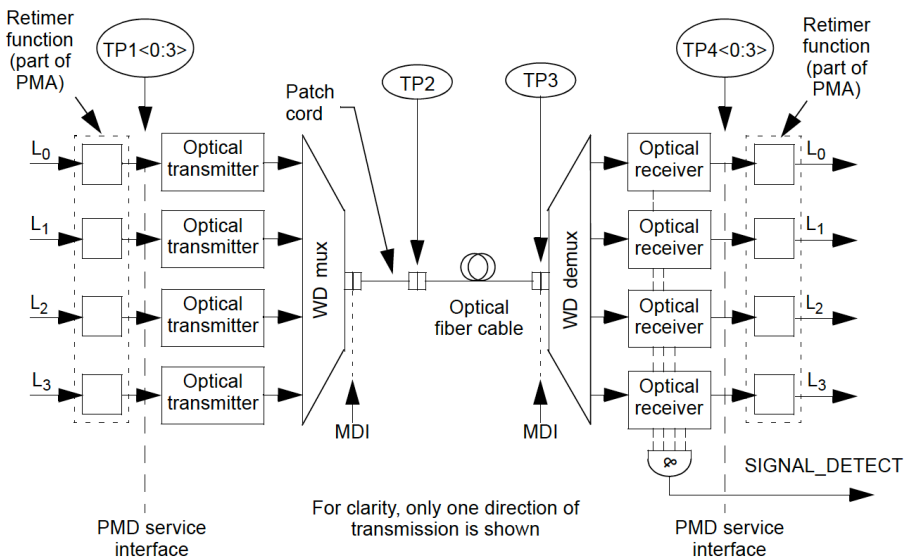 Retimer
function
(part of
PMA)
TP1<0:3>
TP2
TP3
TP4<0:3>
Retimer
function
(part of
PMA)
Patch
cord
L0
Optical
transmitter
Optical
receiver
L0
L1
Optical
transmitter
Optical
receiver
L1
WD mux
WD demux
Optical
fiber cable
L2
Optical
transmitter
Optical
receiver
L2
L3
Optical
transmitter
Optical
receiver
L3
MDI
MDI
&
SIGNAL_DETECT
For clarity, only one direction of
transmission is shown
PMD service
interface
PMD service
interface